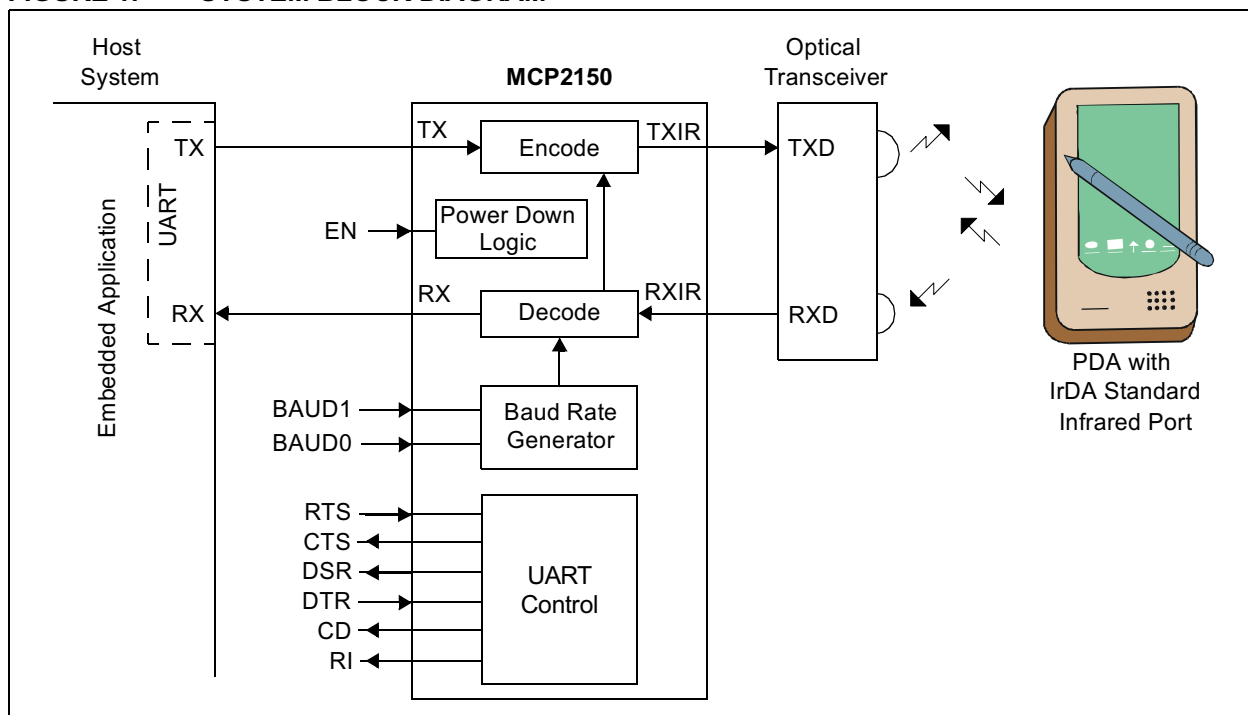 Host
System
MCP2150
Optical
Transceiver
TX
TX
Encode
TXIR
TXD
UART
Embedded Application
EN
Power Down
Logic
RX
RX
Decode
RXIR
RXD
BAUD1
BAUD0
Baud Rate
Generator
RTS
CTS
DSR
DTR
CD
RI
UART
Control
PDA with
IrDA Standard
Infrared Port